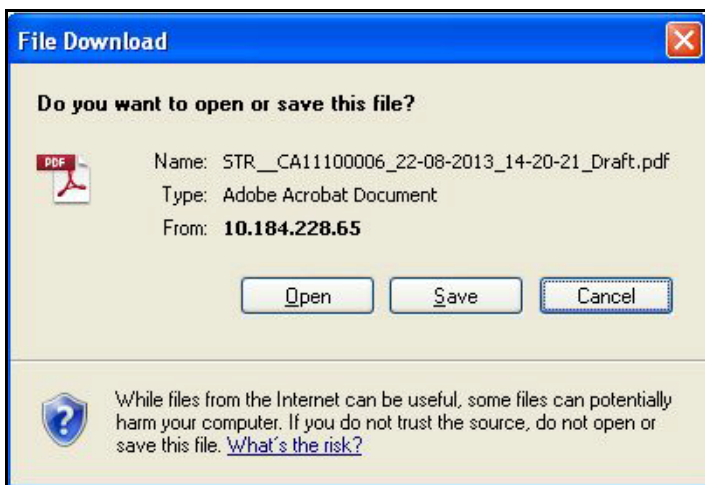 File Download
Do you want to open or save this file?
PDF
Name: STR__CA11100006_22-08-2013_14-20-21_Draft.pdf
Type: Adobe Acrobat Document
From: 10.184.228.65
Open Save Cancel
While files from the Internet can be useful, some files can potentially
harm your computer. If you do not trust the source, do not open or
save this file. What's the risk?